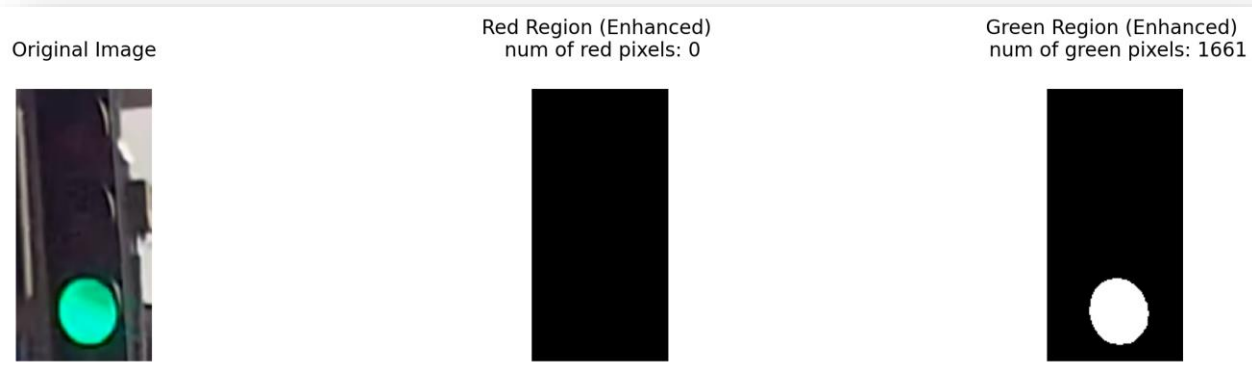 Original Image
Red Region (Enhanced)
num of red pixels: 0
Green Region (Enhanced)
num of green pixels: 1661